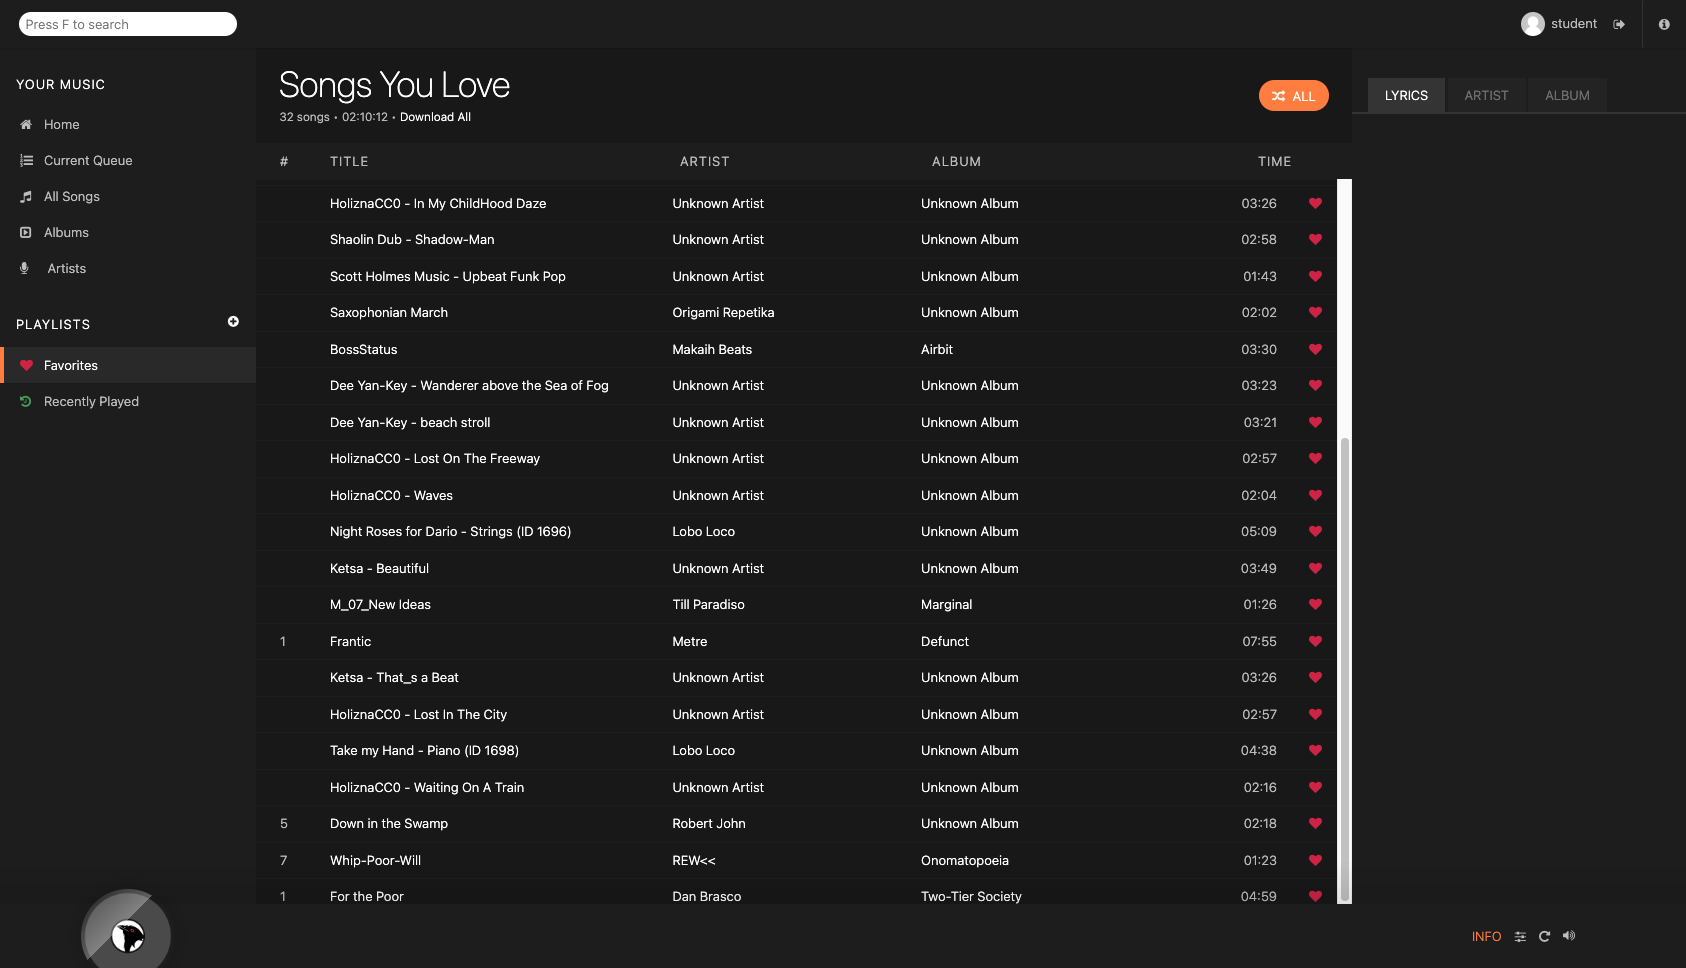 Press F to search
student
YOUR MUSIC
Home
Current Queue
All Songs
Albums
Artists
PLAYLISTS
Favorites
Recently Played
Songs You Love
32 songs • 02:10:12 • Download All
ALL
# TITLE ARTIST ALBUM TIME
HoliznaCC0 - In My ChildHood Daze Unknown Artist Unknown Album 03:26
Shaolin Dub - Shadow-Man Unknown Artist Unknown Album 02:58
Scott Holmes Music - Upbeat Funk Pop Unknown Artist Unknown Album 01:43
Saxophonian March Origami Repetika Unknown Album 02:02
BossStatus Makaih Beats Airbit 03:30
Dee Yan-Key - Wanderer above the Sea of Fog Unknown Artist Unknown Album 03:23
Dee Yan-Key - beach stroll Unknown Artist Unknown Album 03:21
HoliznaCC0 - Lost On The Freeway Unknown Artist Unknown Album 02:57
HoliznaCC0 - Waves Unknown Artist Unknown Album 02:04
Night Roses for Dario - Strings (ID 1696) Lobo Loco Unknown Album 05:09
Ketsa - Beautiful Unknown Artist Unknown Album 03:49
M_07_New Ideas Till Paradiso Marginal 01:26
1 Frantic Metre Defunct 07:55
Ketsa - That_s a Beat Unknown Artist Unknown Album 03:26
HoliznaCC0 - Lost In The City Unknown Artist Unknown Album 02:57
Take my Hand - Piano (ID 1698) Lobo Loco Unknown Album 04:38
HoliznaCC0 - Waiting On A Train Unknown Artist Unknown Album 02:16
5 Down in the Swamp Robert John Unknown Album 02:18
7 Whip-Poor-Will REW<< Onomatopoeia 01:23
1 For the Poor Dan Brasco Two-Tier Society 04:59
LYRICS ARTIST ALBUM
INFO